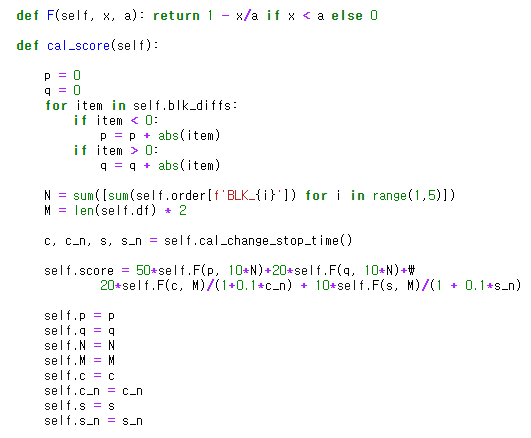 def F(self, x, a): return 1 - x/a if x < a else 0
def cal_score(self):
p = 0
q = 0
for item in self.blk_diffs:
if item < 0:
p = p + abs(item)
if item > 0:
q = q + abs(item)
N = sum([sum(self.order[f'BLK_{i}']) for i in range(1,5)])
M = len(self.df) * 2
c, c_n, s, s_n = self.cal_change_stop_time()
self.score = 50*self.F(p, 10*N)+20*self.F(q, 10*N)+₩
20*self.F(c, M)/(1+0.1*c_n) + 10*self.F(s, M)/(1 + 0.1*s_n)
self.p = p
self.q = q
self.N = N
self.M = M
self.c = c
self.c_n = c_n
self.s = s
self.s_n = s_n